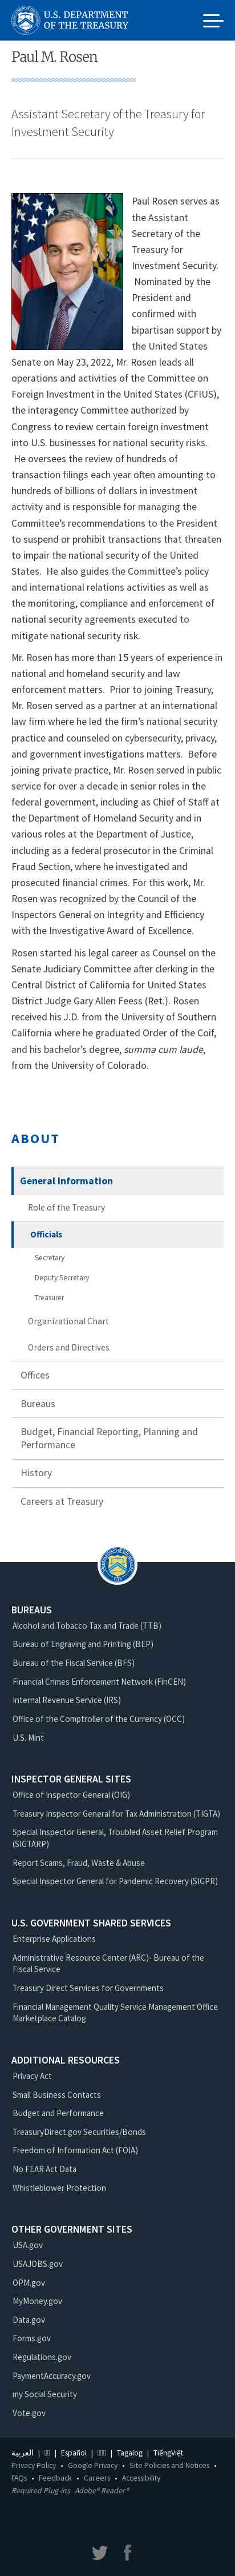 U.S. DEPARTMENT
OF THE TREASURY
Paul M. Rosen
Assistant Secretary of the Treasury for
Investment Security
Paul Rosen serves as
the Assistant
Secretary of the
Treasury for
Investment Security.
Nominated by the
President and
confirmed with
bipartisan support by
the United States
Senate on May 23, 2022, Mr. Rosen leads all
operations and activities of the Committee on
Foreign Investment in the United States (CFIUS),
the interagency Committee authorized by
Congress to review certain foreign investment
into U.S. businesses for national security risks.
He oversees the review of hundreds of
transaction filings each year often amounting to
hundreds of billions of dollars in investment
activity and is responsible for managing the
Committee's recommendations to the President
to suspend or prohibit transactions that threaten
to impair the national security of the United
States. He also guides the Committee's policy
and international relations activities as well as
the monitoring, compliance and enforcement of
national security agreements executed to
mitigate national security risk.
Mr. Rosen has more than 15 years of experience in
national and homeland security and law
enforcement matters. Prior to joining Treasury,
Mr. Rosen served as a partner at an international
law firm where he led the firm's national security
practice and counseled on cybersecurity, privacy,
and government investigations matters. Before
joining private practice, Mr. Rosen served in public
service for over a decade in senior roles in the
federal government, including as Chief of Staff at
the Department of Homeland Security and in
various roles at the Department of Justice,
including as a federal prosecutor in the Criminal
Fraud Section, where he investigated and
prosecuted financial crimes. For this work, Mr.
Rosen was recognized by the Council of the
Inspectors General on Integrity and Efficiency
with the Investigative Award of Excellence.
Rosen started his legal career as Counsel on the
Senate Judiciary Committee after clerking in the
Central District of California for United States
District Judge Gary Allen Feess (Ret.). Rosen
received his J.D. from the University of Southern
California where he graduated Order of the Coif,
and his bachelor's degree, summa cum laude,
from the University of Colorado.
ABOUT
General Information
Role of the Treasury
Officials
Secretary
Deputy Secretary
Treasurer
Organizational Chart
Orders and Directives
Offices
Bureaus
Budget, Financial Reporting, Planning and
Performance
History
Careers at Treasury
BUREAUS
Alcohol and Tobacco Tax and Trade (TTB)
Bureau of Engraving and Printing (BEP)
Bureau of the Fiscal Service (BFS)
Financial Crimes Enforcement Network (FinCEN)
Internal Revenue Service (IRS)
Office of the Comptroller of the Currency (OCC)
U.S. Mint
INSPECTOR GENERAL SITES
Office of Inspector General (OIG)
Treasury Inspector General for Tax Administration (TIGTA)
Special Inspector General, Troubled Asset Relief Program
(SIGTARP)
Report Scams, Fraud, Waste & Abuse
Special Inspector General for Pandemic Recovery (SIGPR)
U.S. GOVERNMENT SHARED SERVICES
Enterprise Applications
Administrative Resource Center (ARC)- Bureau of the
Fiscal Service
Treasury Direct Services for Governments
Financial Management Quality Service Management Office
Marketplace Catalog
ADDITIONAL RESOURCES
Privacy Act
Small Business Contacts
Budget and Performance
TreasuryDirect.gov Securities/Bonds
Freedom of Information Act (FOIA)
No FEAR Act Data
Whistleblower Protection
OTHER GOVERNMENT SITES
USA.gov
USAJOBS.gov
OPM.gov
MyMoney.gov
Data.gov
Forms.gov
Regulations.gov
PaymentAccuracy.gov
my Social Security
Vote.gov
العربية | | Español | | Tagalog | TiếngViệt
Privacy Policy • Google Privacy • Site Policies and Notices •
FAQs • Feedback • Careers • Accessibility
Required Plug-ins Adobe® Reader®